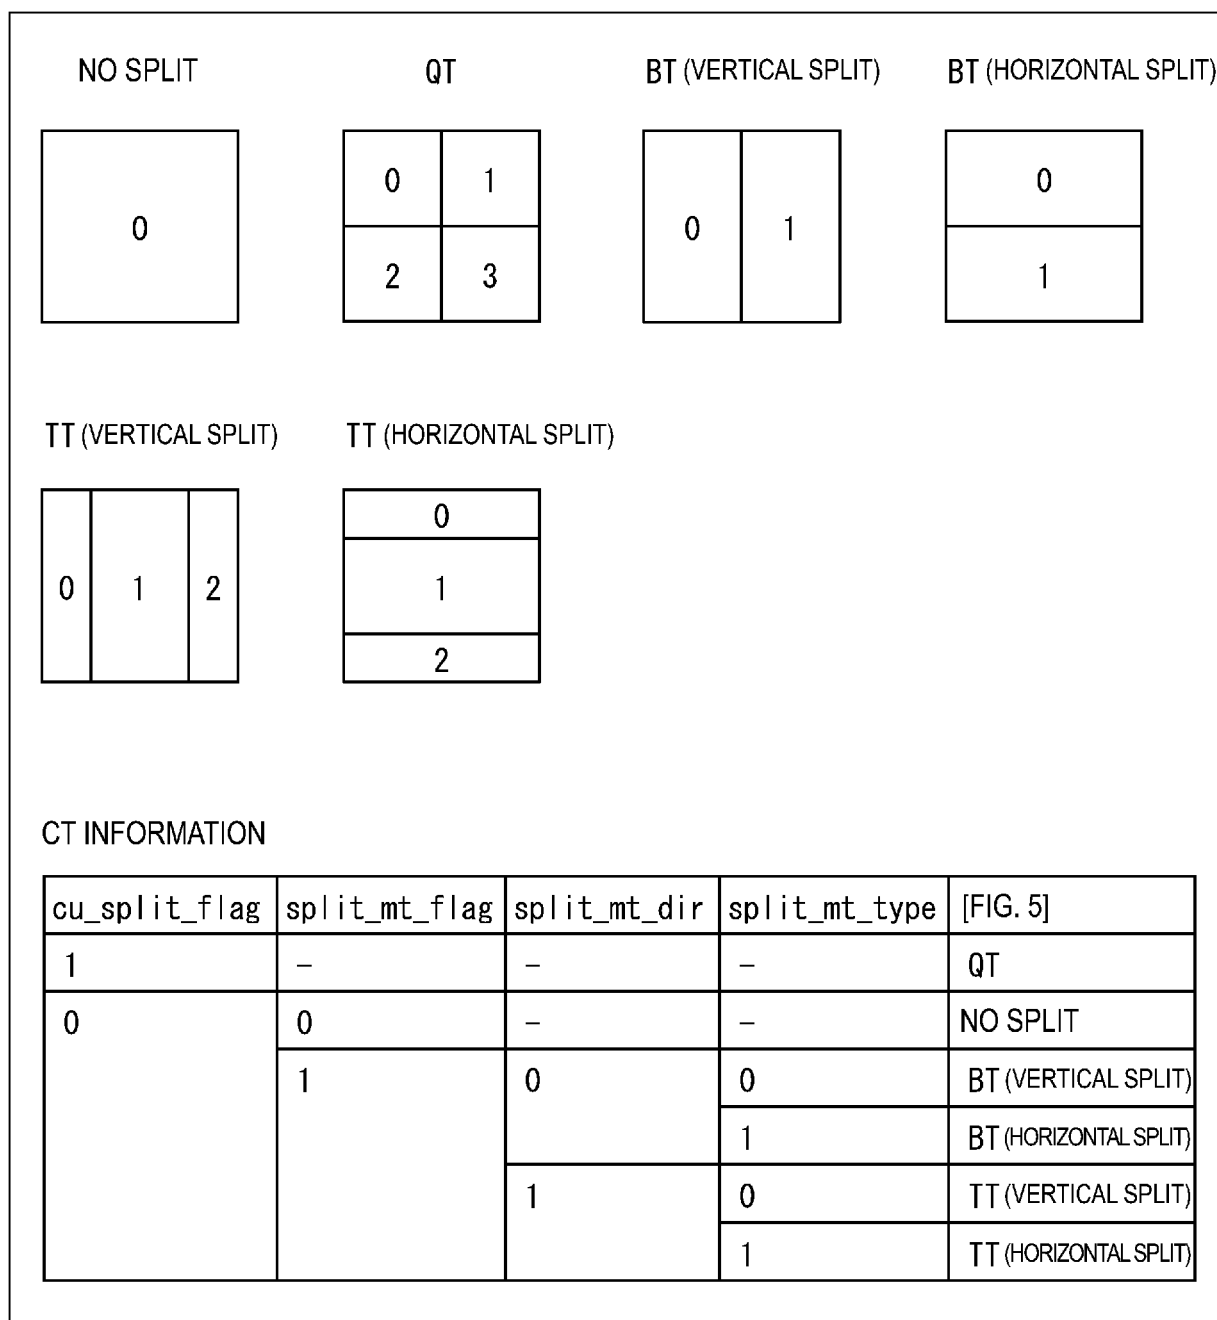 NO SPLIT QT BT (VERTICAL SPLIT) BT (HORIZONTAL SPLIT)
0 0 1 2 3 0 1 0 1
TT (VERTICAL SPLIT) TT (HORIZONTAL SPLIT)
0 1 2 0 1 2
CT INFORMATION
cu_split_flag split_mt_flag split_mt_dir split_mt_type [FIG. 5]
1 – – – QT
0 0 – – NO SPLIT
1 0 0 BT (VERTICAL SPLIT)
1 BT (HORIZONTAL SPLIT)
1 0 TT (VERTICAL SPLIT)
1 TT (HORIZONTAL SPLIT)